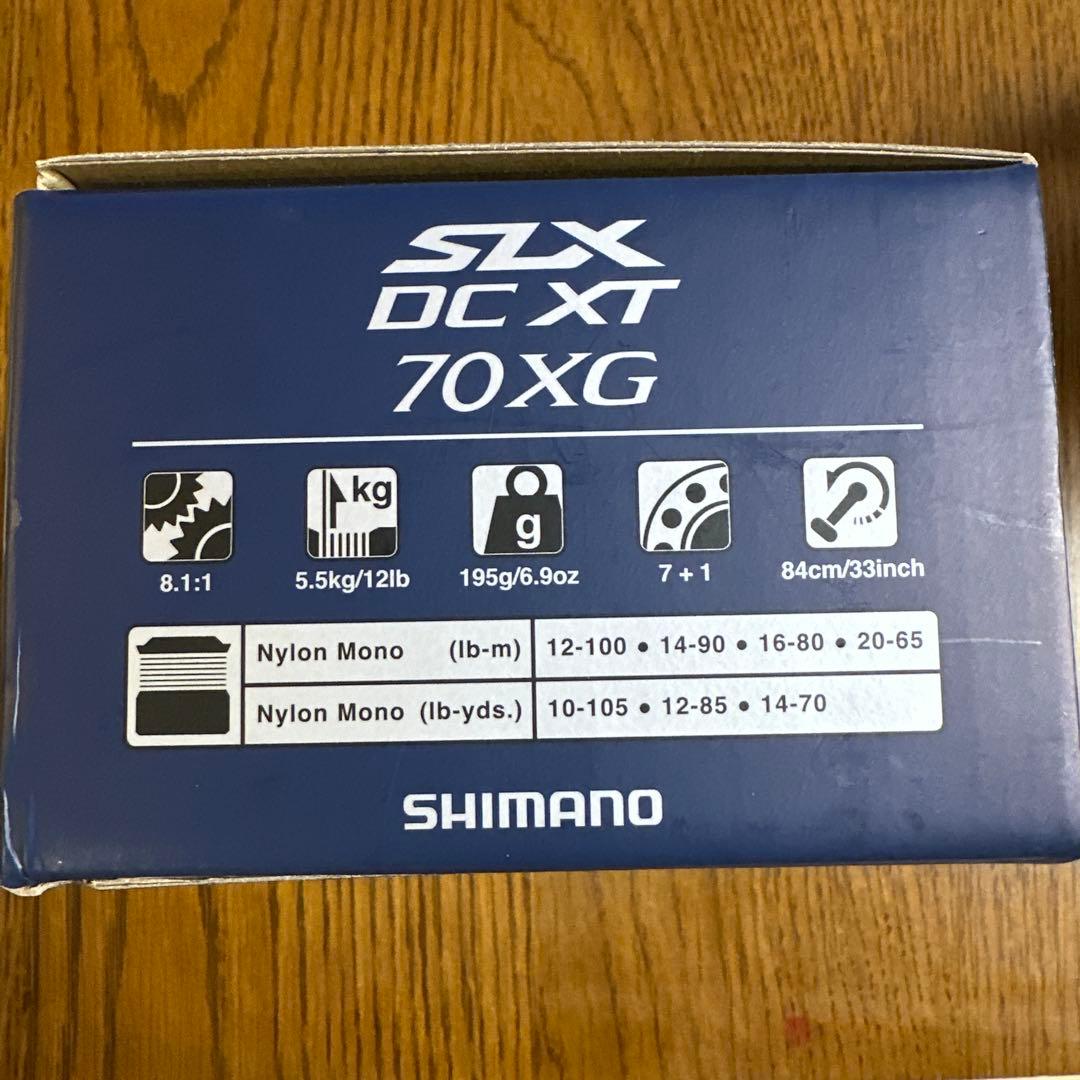 SLX
DC XT
70XG
kg
g
8.1:1 5.5kg/12lb 195g/6.9oz 7 + 1 84cm/33inch
Nylon Mono (lb-m) 12-100 • 14-90 • 16-80 • 20-65
Nylon Mono (lb-yds.) 10-105 • 12-85 • 14-70
SHIMANO